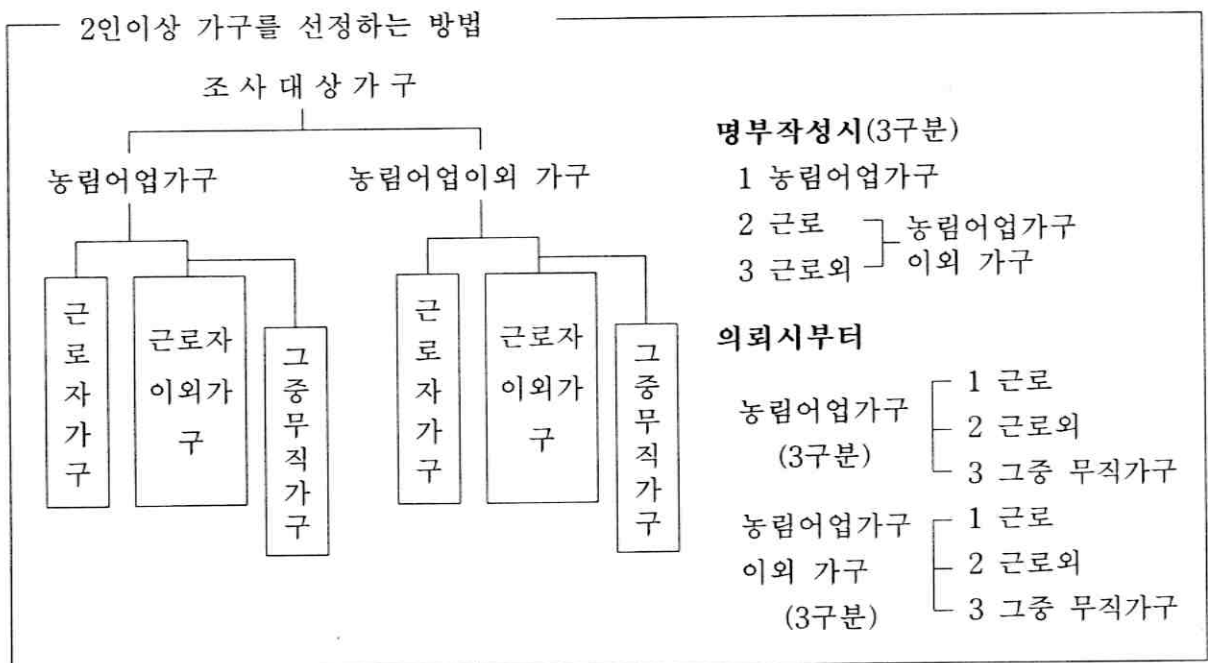 2인이상 가구를 선정하는 방법
조사대상가구
농림어업가구
농림어업이외 가구
근로자가구
근로자
이외가
구
그중무직가구
근로자가구
근로자
이외가
구
그중무직가구
명부작성시(3구분)
1 농림어업가구
2 근로
3 근로외
농림어업가구
이외 가구
의뢰시부터
농림어업가구
(3구분)
1 근로
2 근로외
3 그중 무직가구
농림어업가구
이외 가구
(3구분)
1 근로
2 근로외
3 그중 무직가구